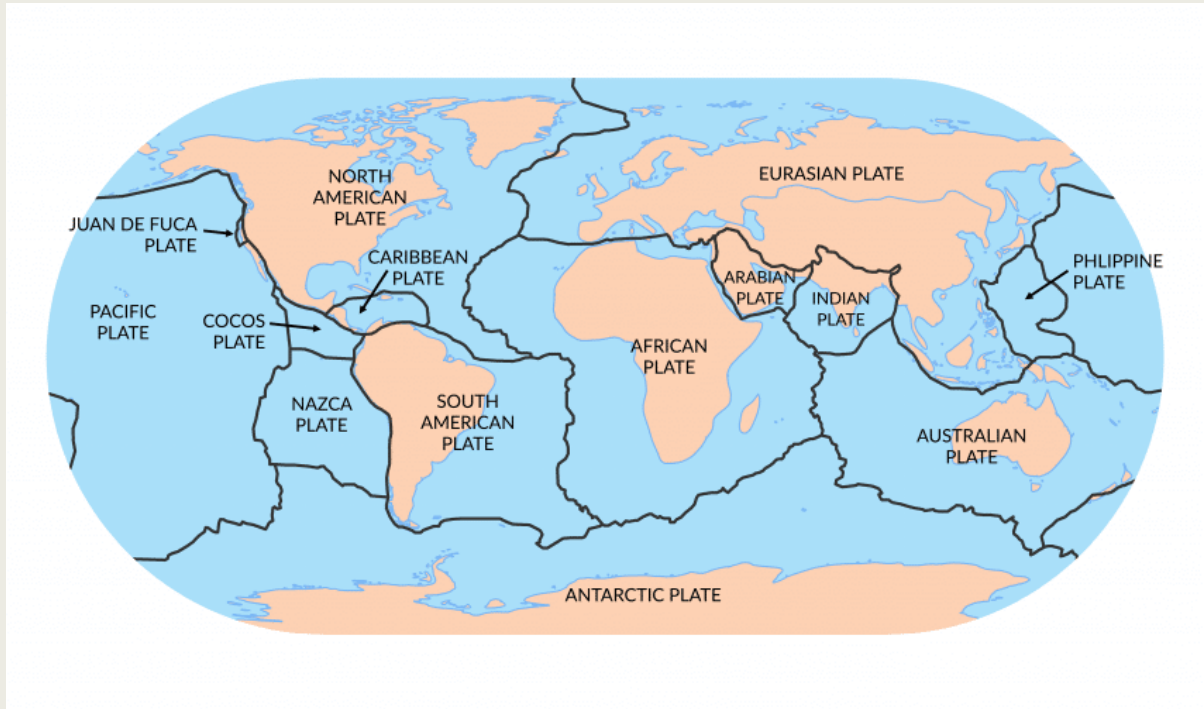 NORTH
AMERICAN
PLATE
EURASIAN PLATE
JUAN DE FUCA
PLATE
CARIBBEAN
PLATE
ARABIAN
PLATE
PHLIPPINE
PLATE
PACIFIC
PLATE
COCOS
PLATE
INDIAN
PLATE
AFRICAN
PLATE
NAZCA
PLATE
SOUTH
AMERICAN
PLATE
AUSTRALIAN
PLATE
ANTARCTIC PLATE